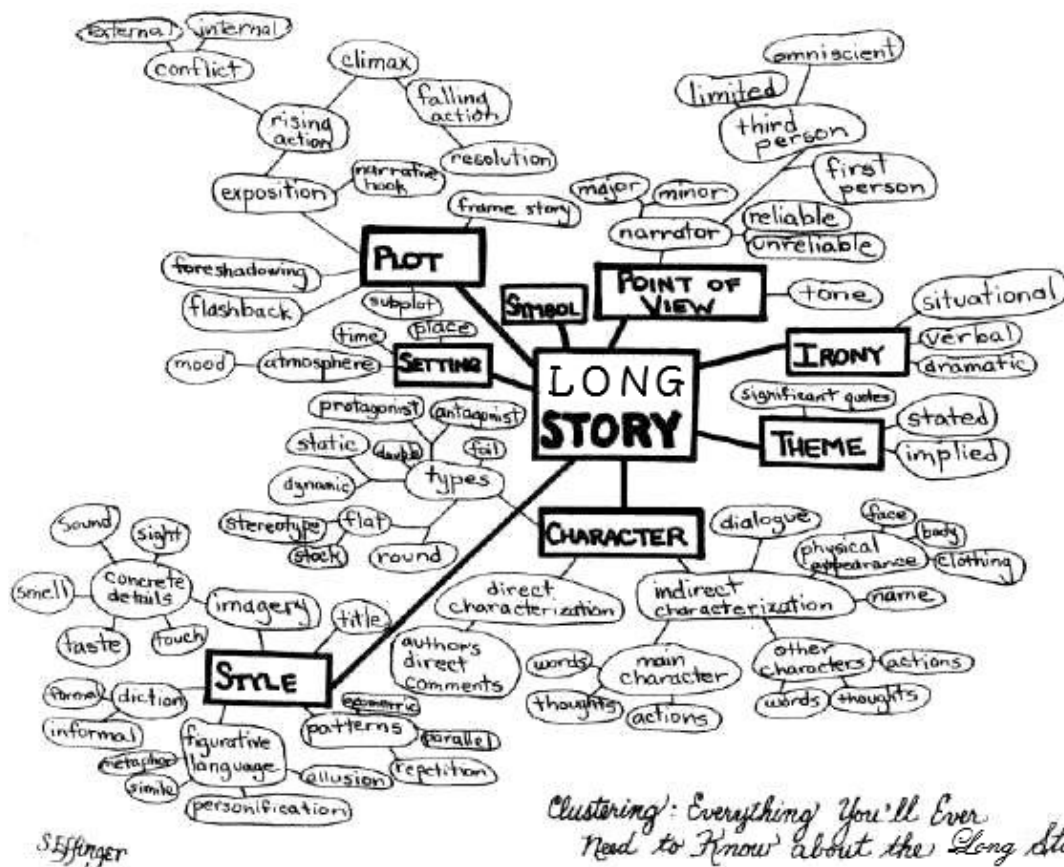 external
internal
conflict
climax
falling
action
resolution
rising
action
exposition
narrative
hook
frame story
PLOT
foreshadowing
flashback
subplot
omniscient
limited
third
person
first
person
major
minor
narrator
reliable
unreliable
POINT OF
VIEW
tone
SYMBOL
situational
verbal
dramatic
IRONY
time
place
mood
atmosphere
SETTING
LONG
STORY
significant quotes
stated
implied
THEME
protagonist
antagonist
static
double
foil
types
dynamic
stereotype
flat
stock
round
CHARACTER
dialogue
face
body
physical
appearance
clothing
direct
characterization
indirect
characterization
name
author's
direct
comments
words
main
character
thoughts
actions
other
characters
actions
words
thoughts
sound
sight
concrete
details
smell
taste
touch
imagery
title
STYLE
formal
diction
informal
geometric
patterns
parallel
repetition
figurative
language
metaphor
simile
allusion
personification
Clustering: Everything You'll Ever
Need to Know about the Long Sto
SEffinger